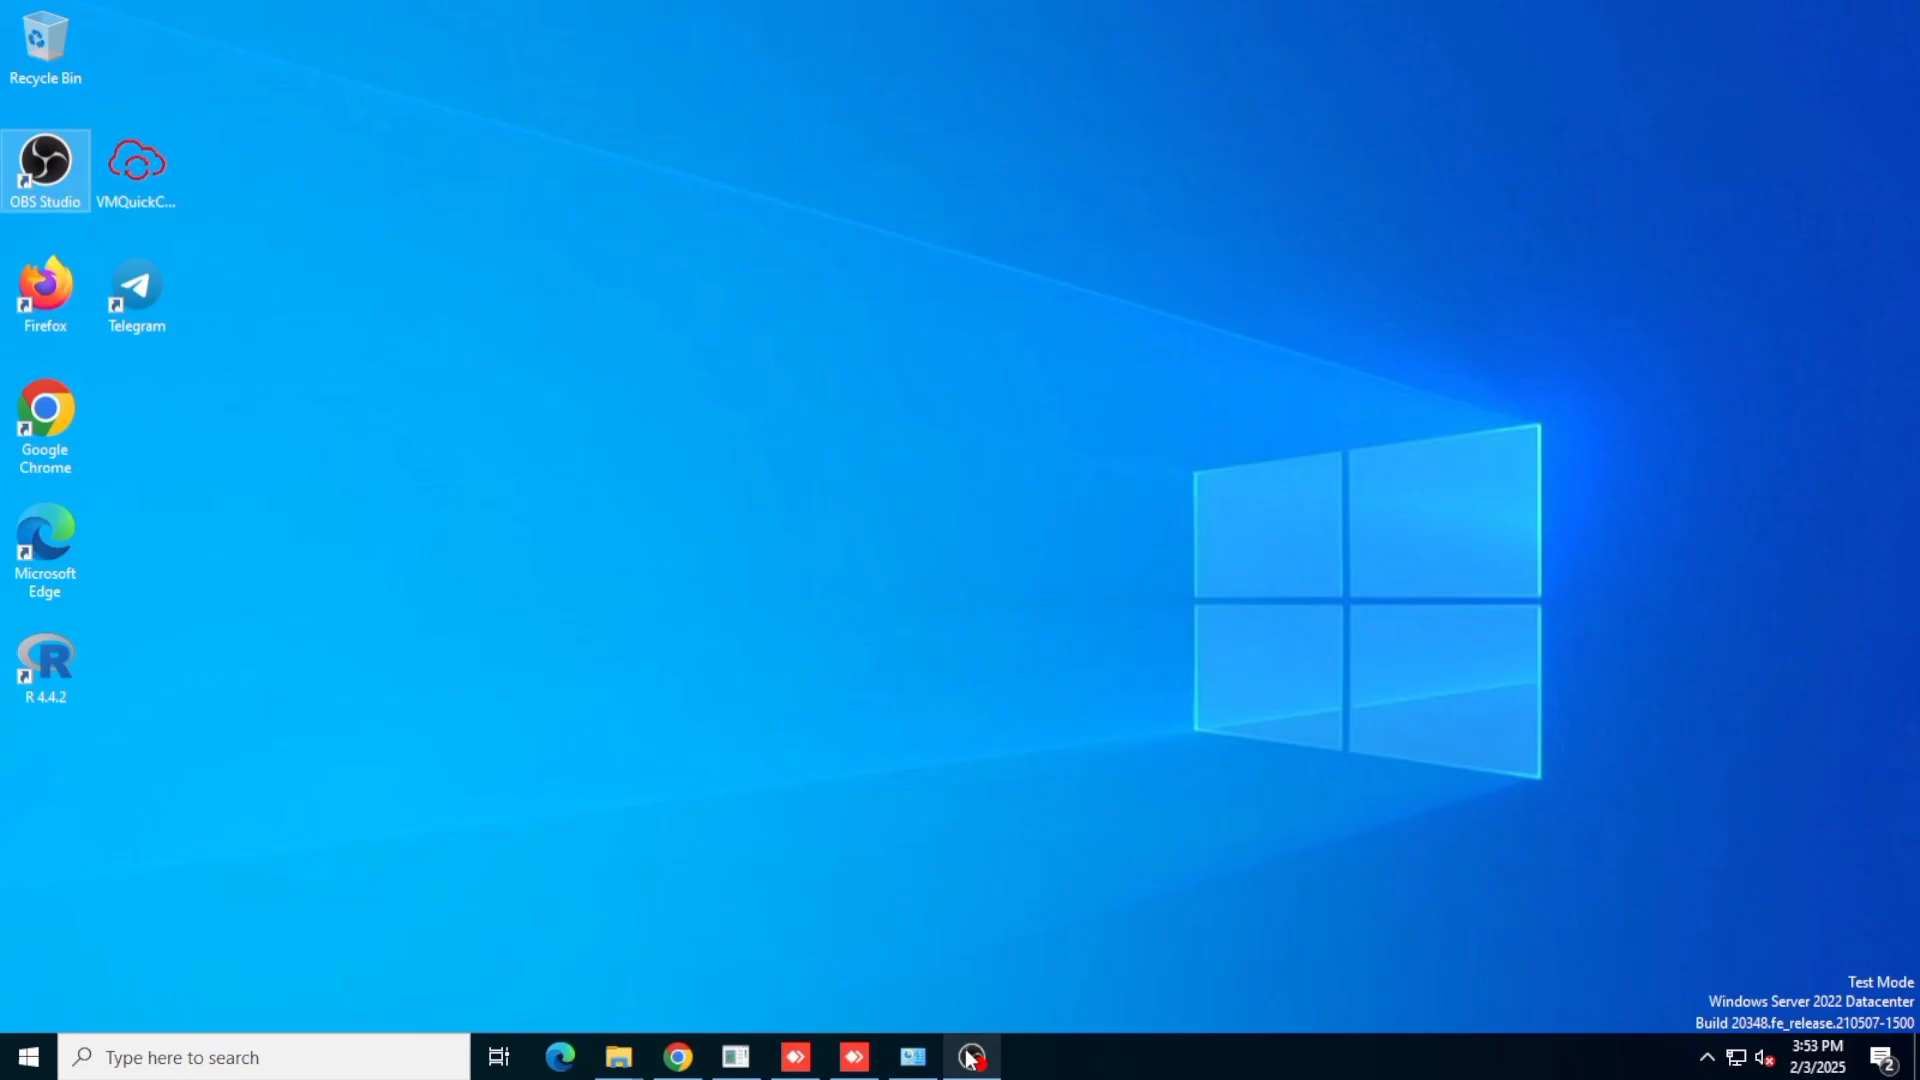 Recycle Bin
OBS Studio
VMQuickC...
Firefox
Telegram
Google
Chrome
Microsoft
Edge
R 4.4.2
Test Mode
Windows Server 2022 Datacenter
Build 20348.fe_release.210507-1500
Type here to search
3:53 PM
2/3/2025
2